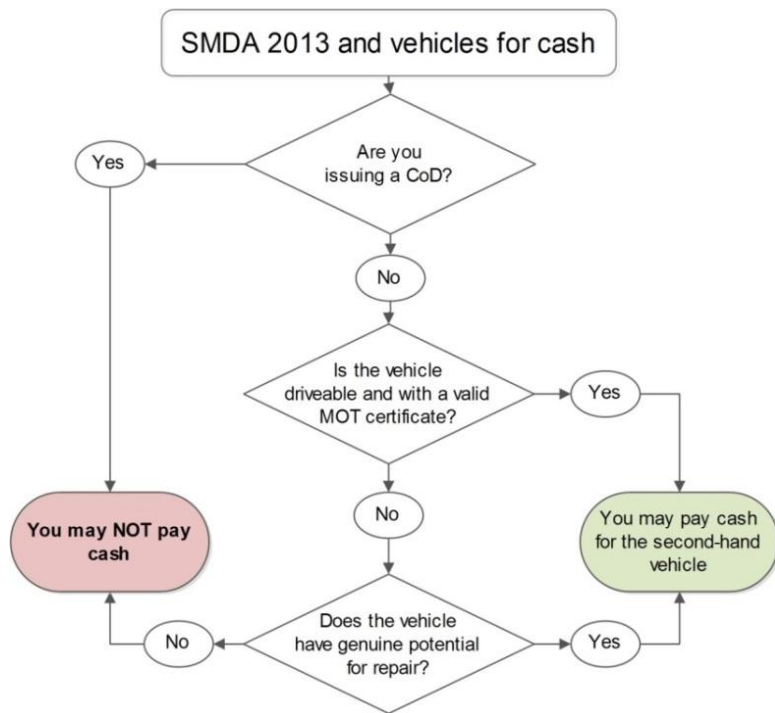 SMDA 2013 and vehicles for cash
Are you
issuing a CoD?
Yes
No
Is the vehicle
driveable and with a valid
MOT certificate?
Yes
No
You may NOT pay
cash
You may pay cash
for the second-hand
vehicle
Does the vehicle
have genuine potential
for repair?
No
Yes